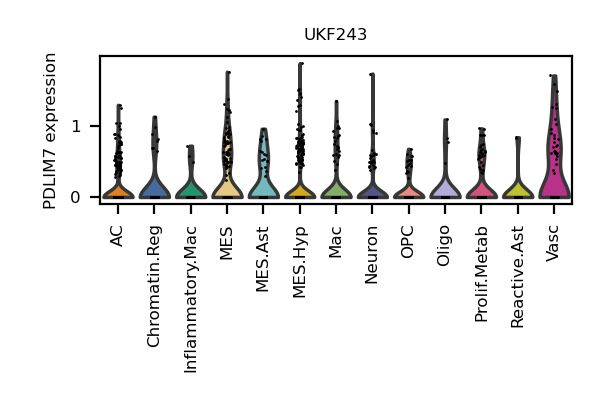 UKF243
PDLIM7 expression
1
0
AC
Chromatin.Reg
Inflammatory.Mac
MES
MES.Ast
MES.Hyp
Mac
Neuron
OPC
Oligo
Prolif.Metab
Reactive.Ast
Vasc